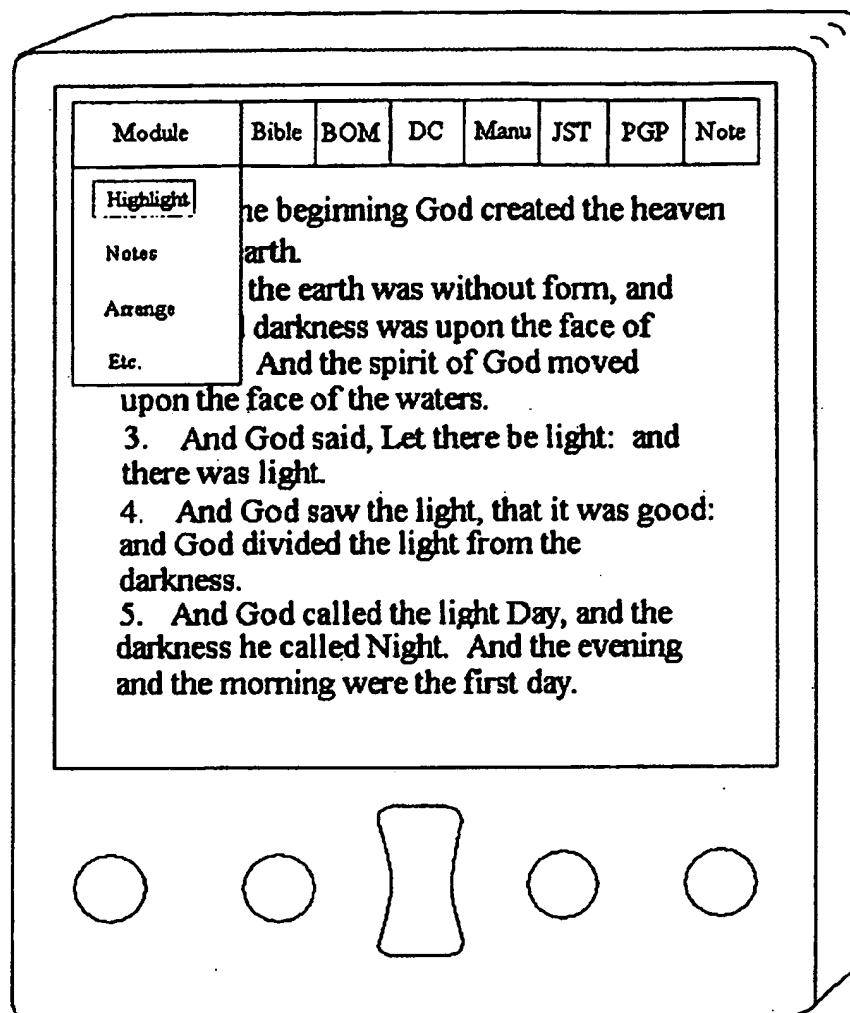 Module Bible BOM DC Manu JST PGP Note
Highlight
Notes
Arrange
Etc.
he beginning God created the heaven
arth.
the earth was without form, and
darkness was upon the face of
And the spirit of God moved
upon the face of the waters.
3. And God said, Let there be light: and
there was light.
4. And God saw the light, that it was good:
and God divided the light from the
darkness.
5. And God called the light Day, and the
darkness he called Night. And the evening
and the morning were the first day.